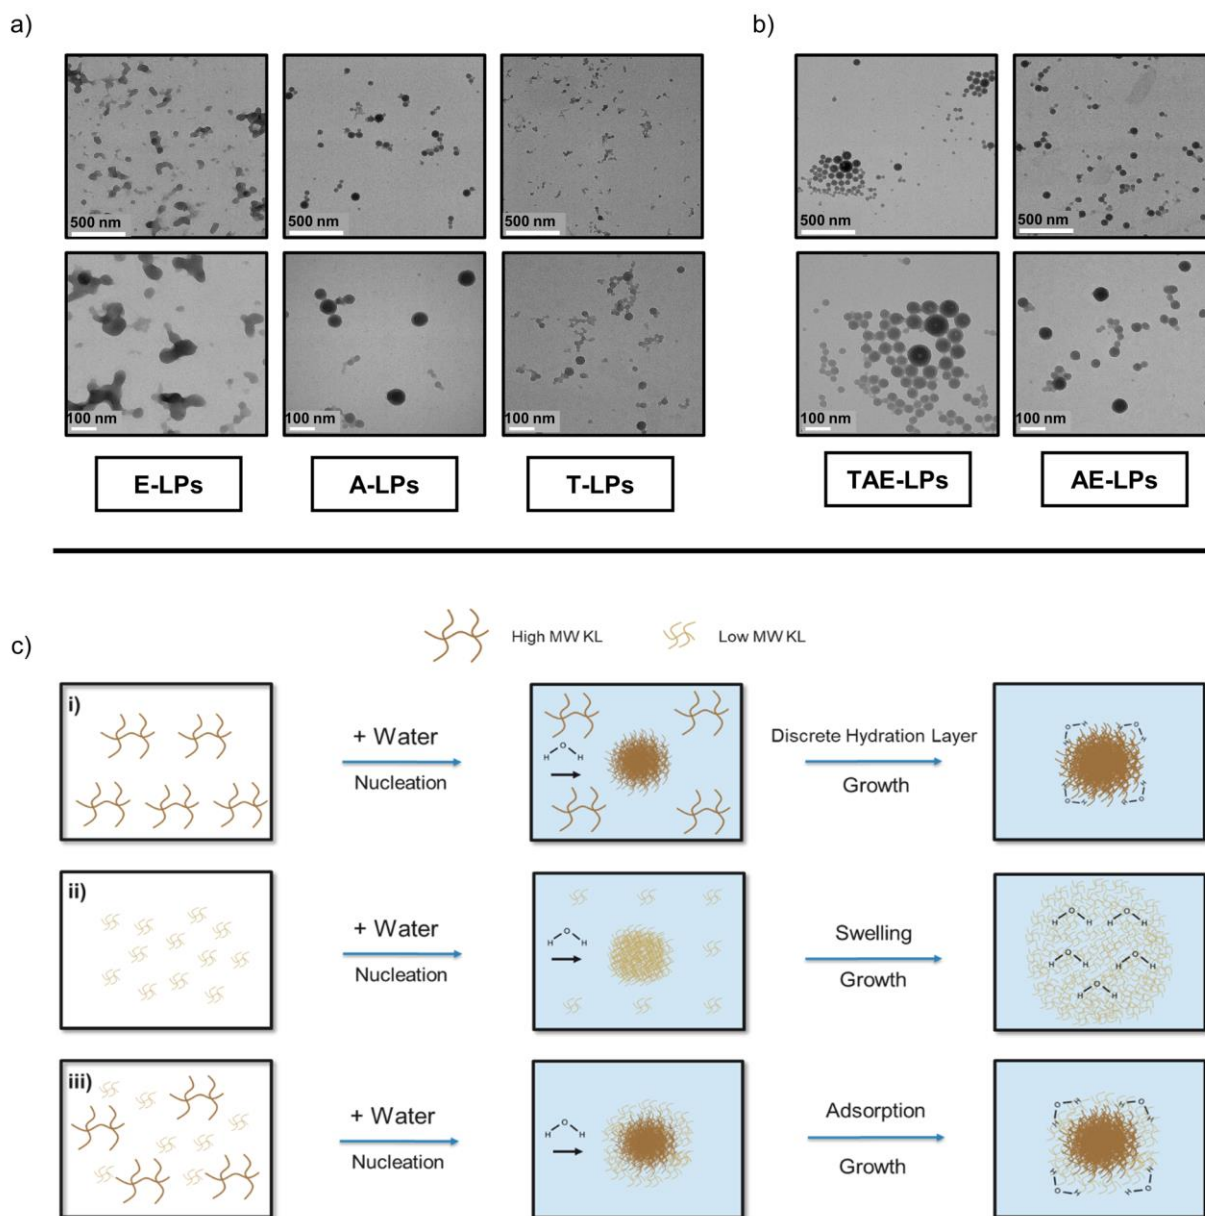 a)
b)
500 nm
500 nm
500 nm
500 nm
500 nm
100 nm
100 nm
100 nm
100 nm
100 nm
E-LPs
A-LPs
T-LPs
TAE-LPs
AE-LPs
c)
High MW KL
Low MW KL
i)
+ Water
Nucleation
H O H
Discrete Hydration Layer
Growth
H O H
H O H
H O H
H O H
ii)
+ Water
Nucleation
H O H
Swelling
Growth
H O H
H O H
H O H
H O H
H O H
iii)
+ Water
Nucleation
H O H
Adsorption
Growth
H O H
H O H
H O H
H O H